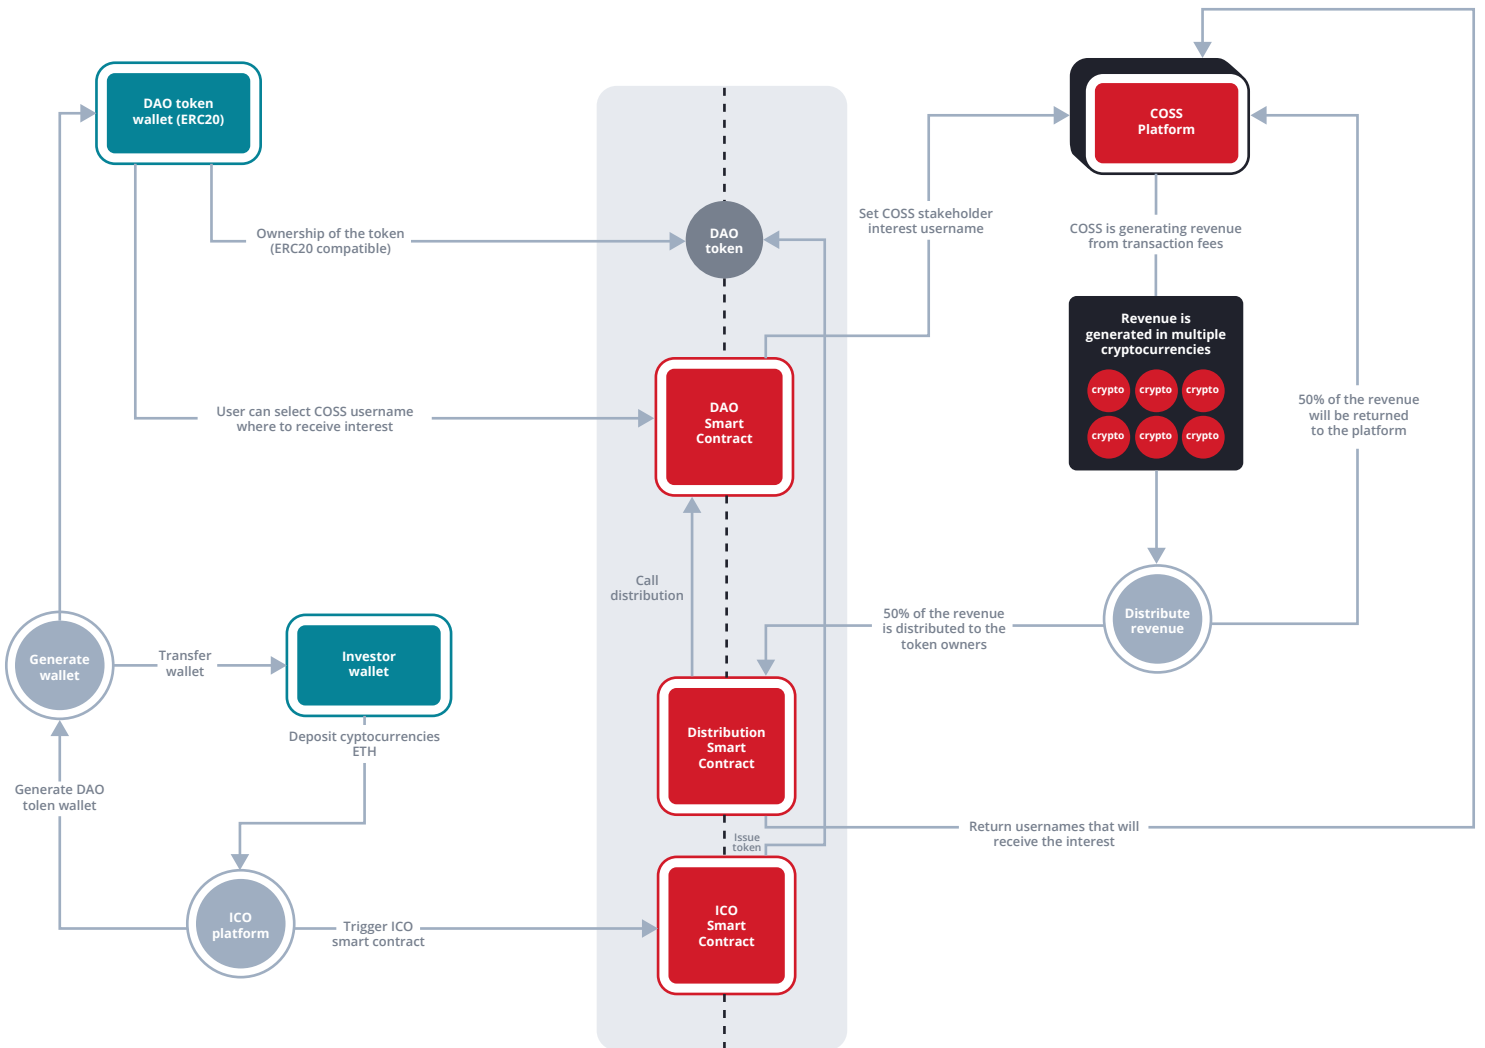 DAO token
wallet (ERC20)
COSS
Platform
Ownership of the token
(ERC20 compatible)
DAO
token
Set COSS stakeholder
interest username
COSS is generating revenue
from transaction fees
Revenue is
generated in multiple
cryptocurrencies
crypto crypto crypto
crypto crypto crypto
User can select COSS username
where to receive interest
DAO
Smart
Contract
50% of the revenue
will be returned
to the platform
Call
distribution
50% of the revenue
is distributed to the
token owners
Distribute
revenue
Generate
wallet
Transfer
wallet
Investor
wallet
Deposit cyptocurrencies
ETH
Distribution
Smart
Contract
Generate DAO
tolen wallet
Issue
token
Return usernames that will
receive the interest
ICO
platform
Trigger ICO
smart contract
ICO
Smart
Contract